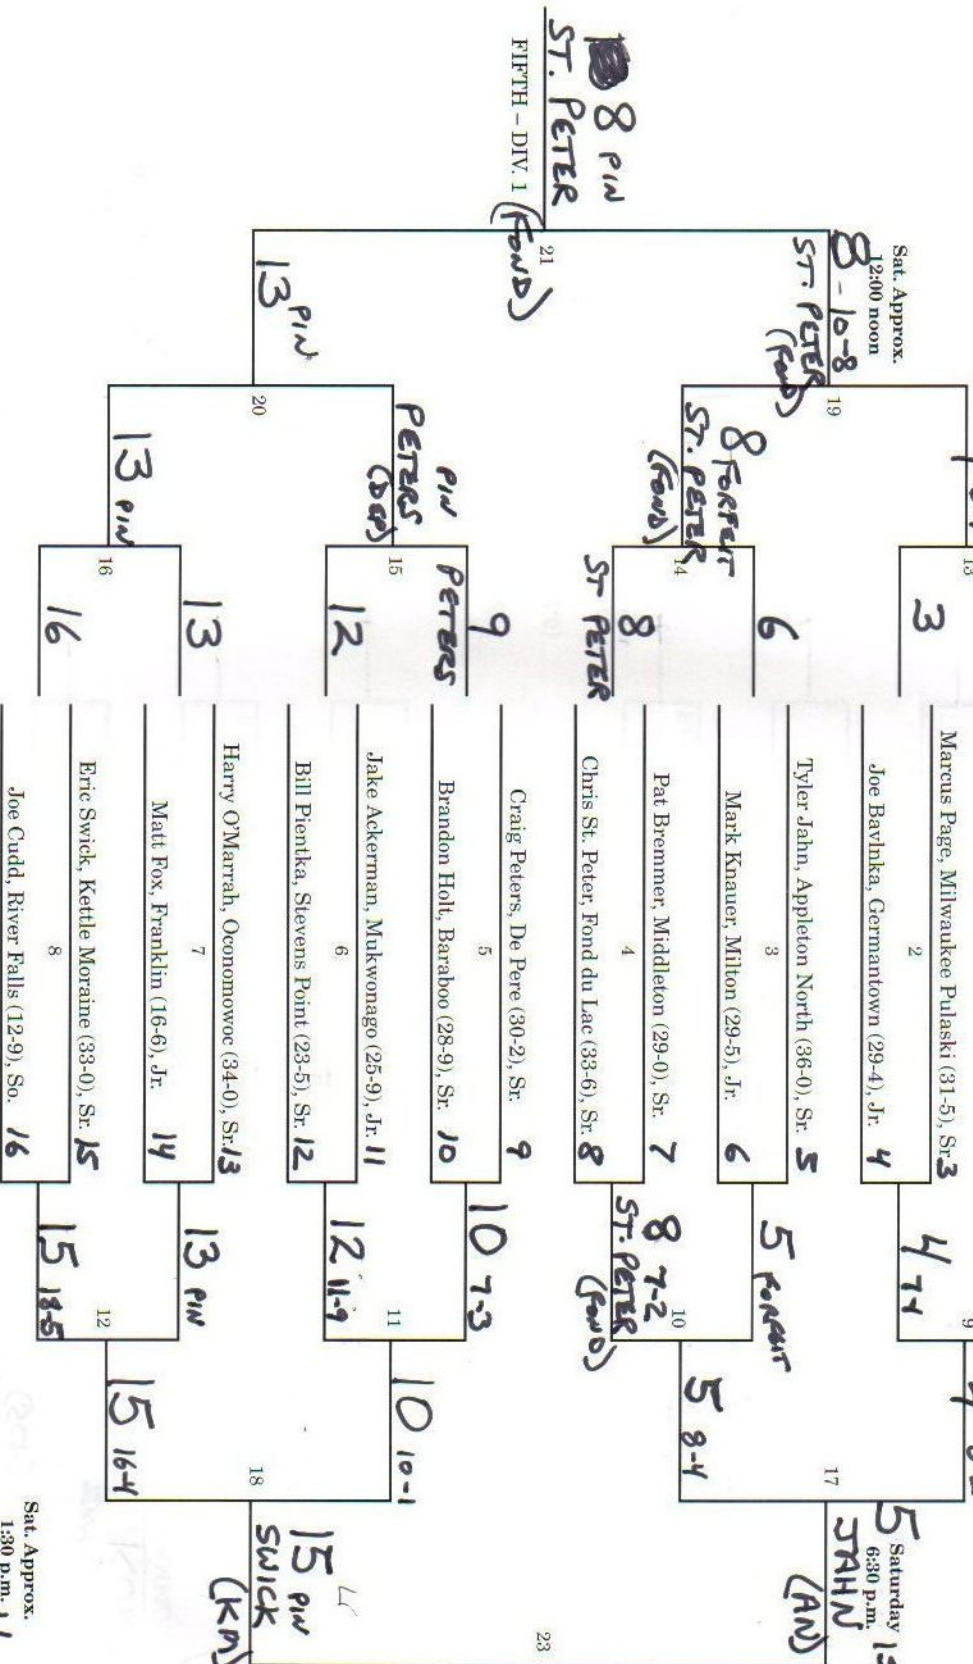 Sat. Approx.
12:00 noon
8 - 10-8
ST. PETER
(FOND)
19
8 PIN
ST. PETER
FIFTH – DIV. 1
(FOND)
21
13 PIN
20
13
3
8 FORFEIT
ST. PETER
(FOND)
14
6
8
ST PETER
PIN
PETERS
(DEP)
15
9
PETERS
12
13 PIN
16
13
16
Marcus Page, Milwaukee Pulaski (31-5), Sr. 3
2
Joe Bavlnka, Germantown (29-4), Jr. 4
Tyler Jahn, Appleton North (36-0), Sr. 5
3
Mark Knauer, Milton (29-5), Jr. 6
Pat Bremmer, Middleton (29-0), Sr. 7
4
Chris St. Peter, Fond du Lac (33-6), Sr. 8
Craig Peters, De Pere (30-2), Sr. 9
5
Brandon Holt, Baraboo (28-9), Sr. 10
Jake Ackerman, Mukwonago (25-9), Jr. 11
6
Bill Pientka, Stevens Point (23-5), Sr. 12
Harry O'Marrah, Oconomowoc (34-0), Sr. 13
7
Matt Fox, Franklin (16-6), Jr. 14
Eric Swick, Kettle Moraine (33-0), Sr. 15
8
Joe Cudd, River Falls (12-9), So. 16
9
4 7-1
5 FORFEIT
10
8 7-2
ST. PETER
(FOND)
10 7-3
11
12 11-9
13 PIN
12
15 18-5
5 8-4
17
10 10-1
18
15 16-4
Saturday
6:30 p.m.
5
JAHN
(AN)
15 PIN
SWICK
(KM)
23
Sat. Approx.
1:30 p.m.